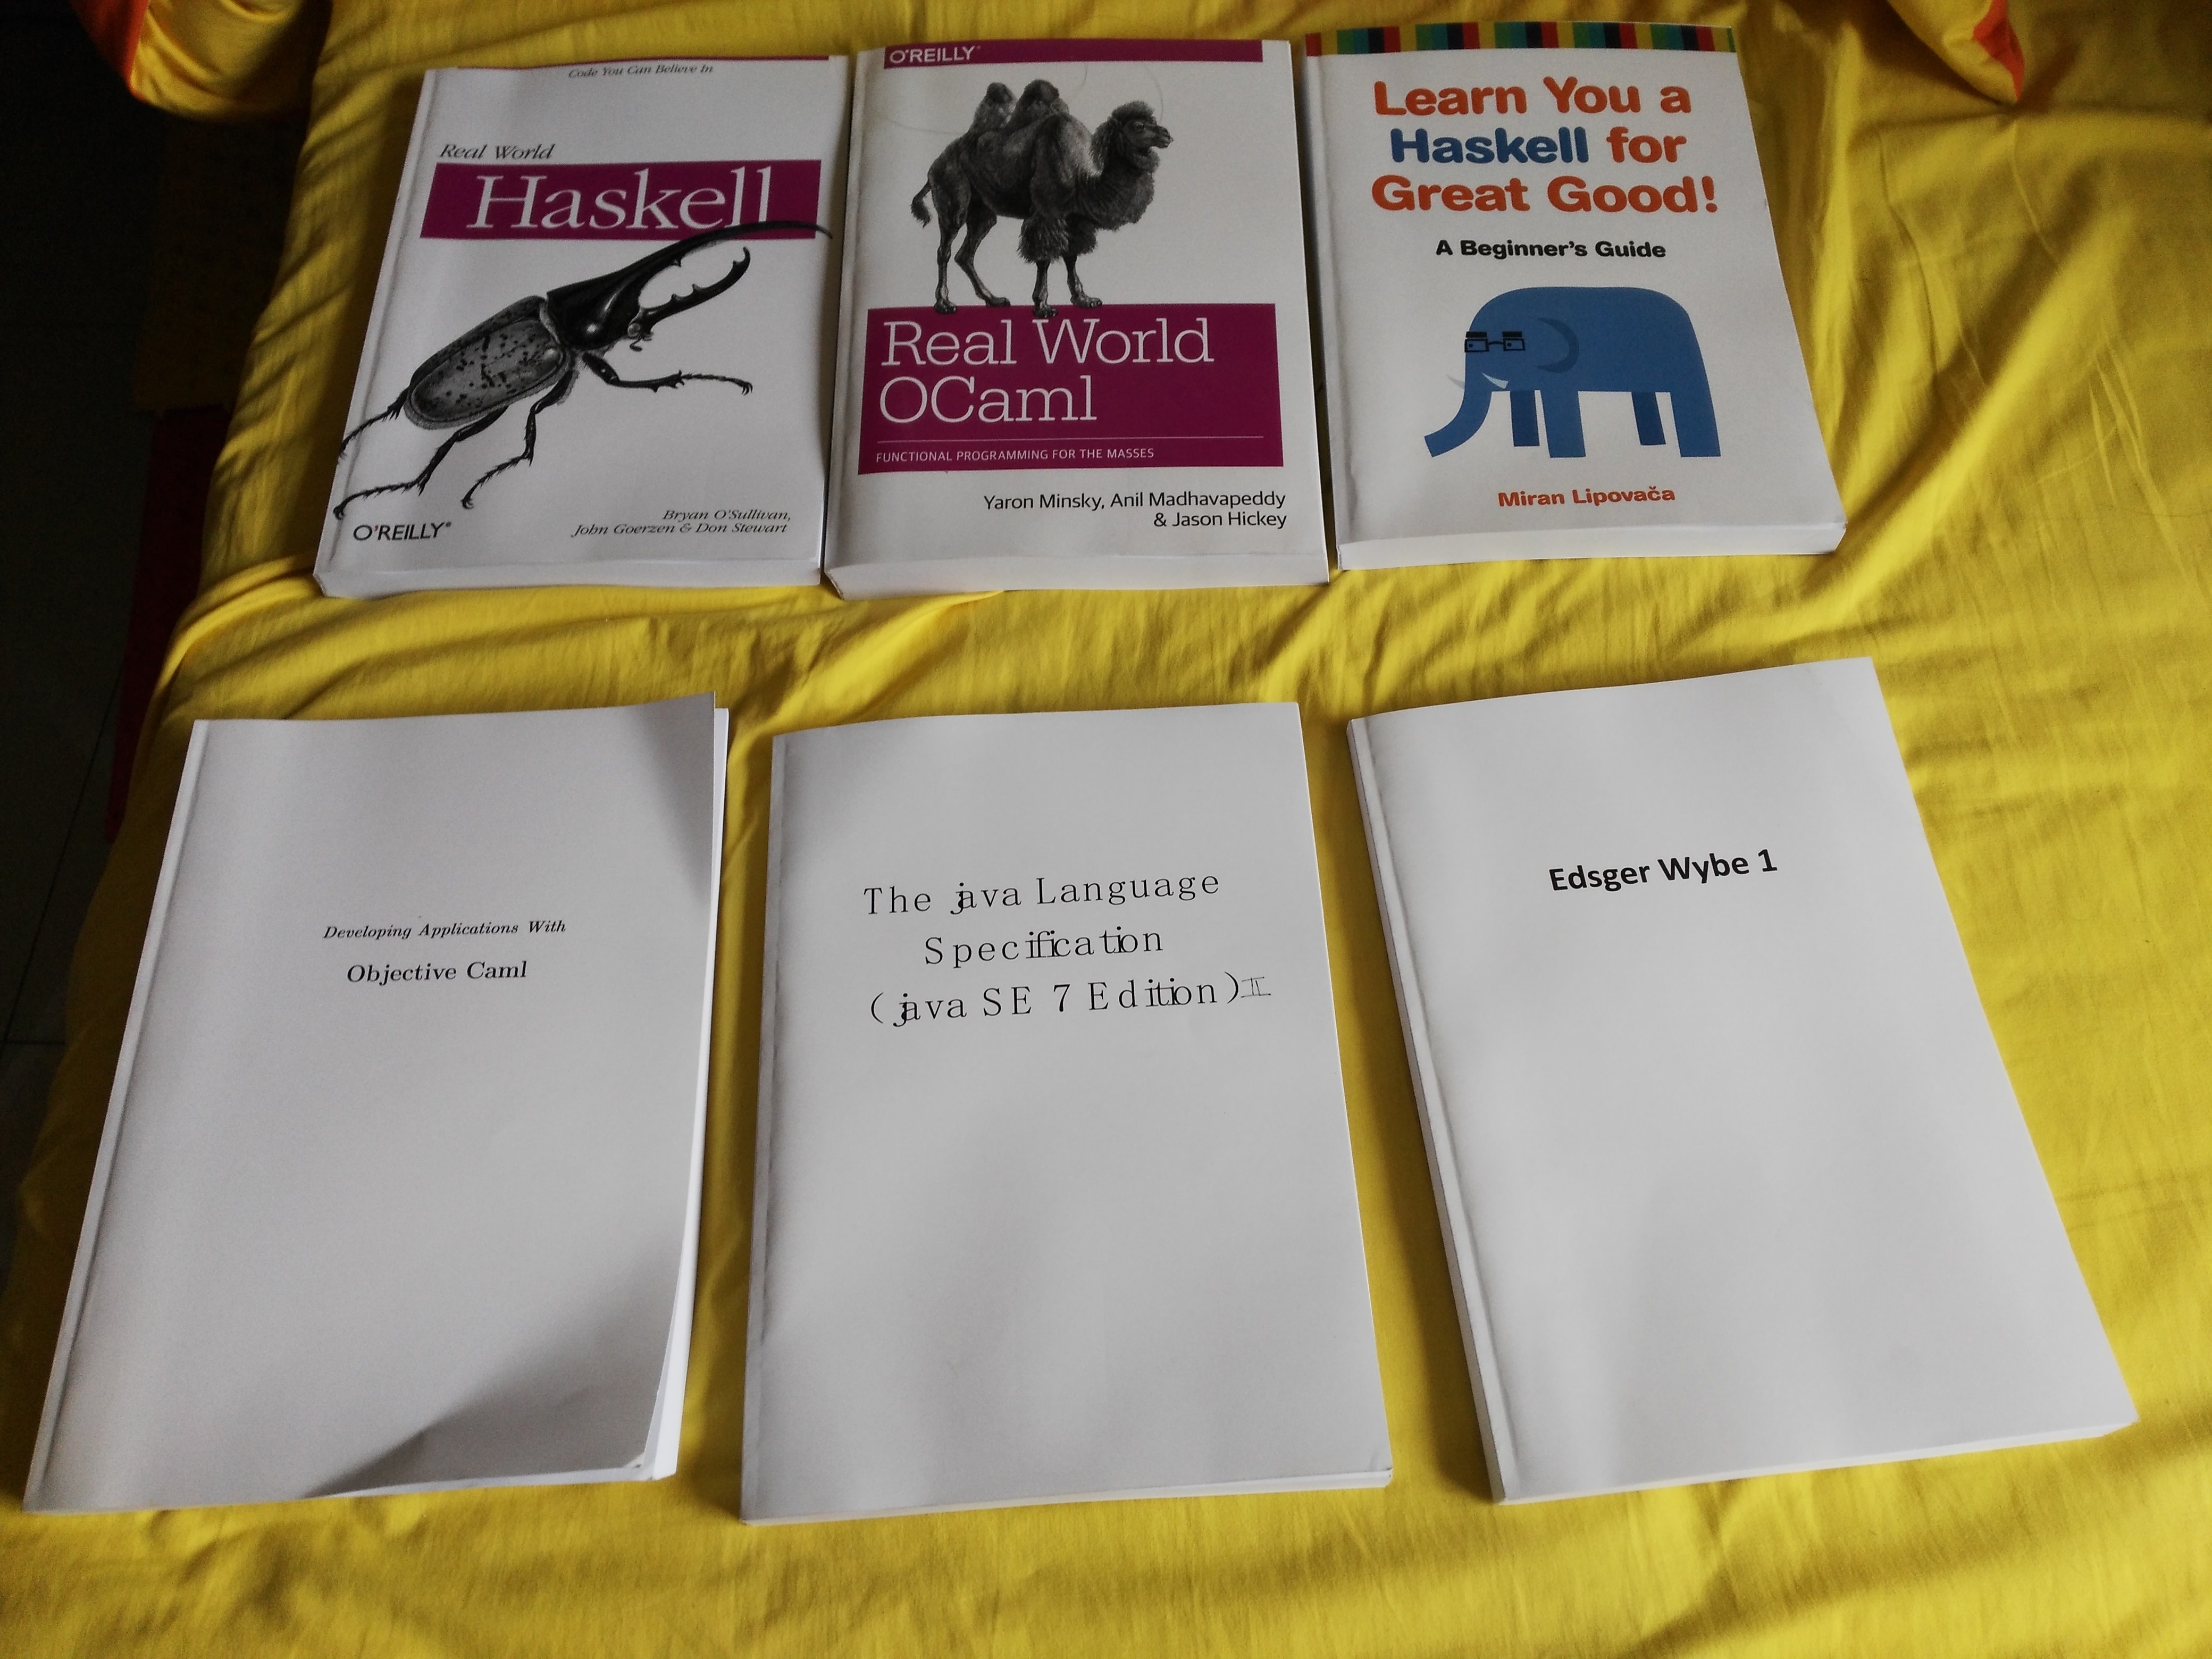 Code You Can Believe In
Real World
Haskell
O'REILLY®
Bryan O'Sullivan,
John Goerzen & Don Stewart
O'REILLY®
Real World
OCaml
FUNCTIONAL PROGRAMMING FOR THE MASSES
Yaron Minsky, Anil Madhavapeddy
& Jason Hickey
Learn You a
Haskell for
Great Good!
A Beginner's Guide
Miran Lipovača
Developing Applications With
Objective Caml
The java Language
Specification
(java SE 7 Edition)II
Edsger Wybe 1